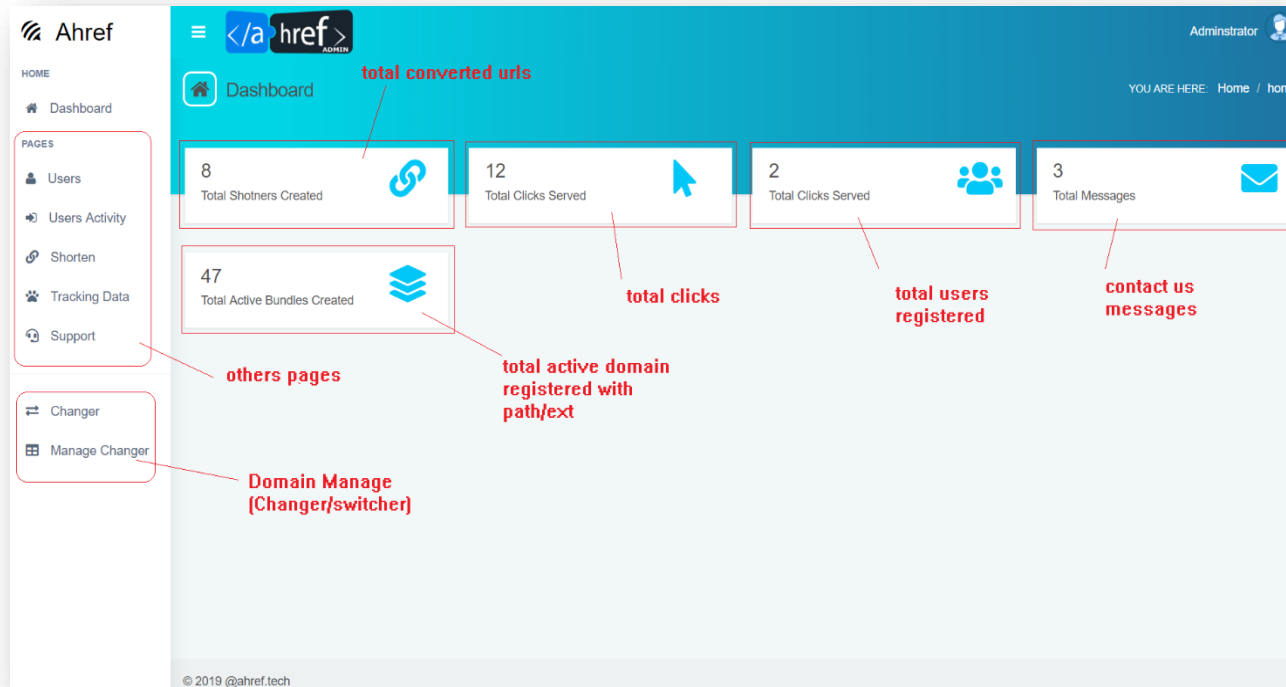 Ahref
</a href>
ADMIN
Adminstrator
HOME
Dashboard
total converted urls
Dashboard
YOU ARE HERE: Home / hom
PAGES
Users
Users Activity
Shorten
Tracking Data
Support
8
Total Shotners Created
12
Total Clicks Served
2
Total Clicks Served
3
Total Messages
47
Total Active Bundles Created
total clicks
total users
registered
contact us
messages
others pages
total active domain
registered with
path/ext
Changer
Manage Changer
Domain Manage
(Changer/switcher)
© 2019 @ahref.tech